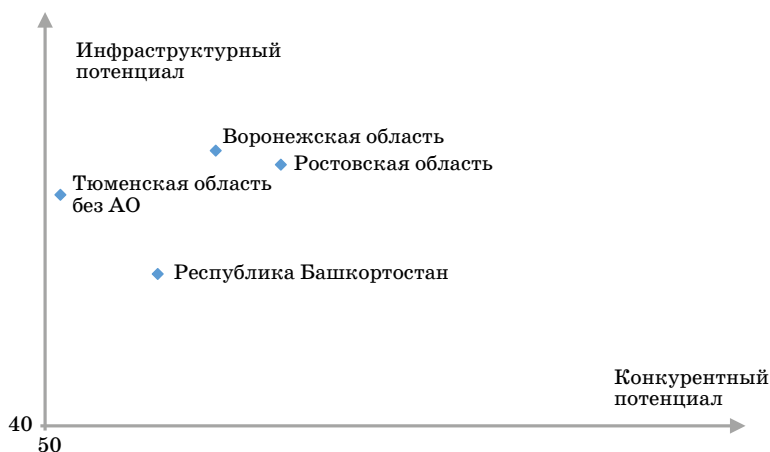 Инфраструктурный
потенциал
Воронежская область
Ростовская область
Тюменская область
без АО
Республика Башкортостан
Конкурентный
потенциал
40
50